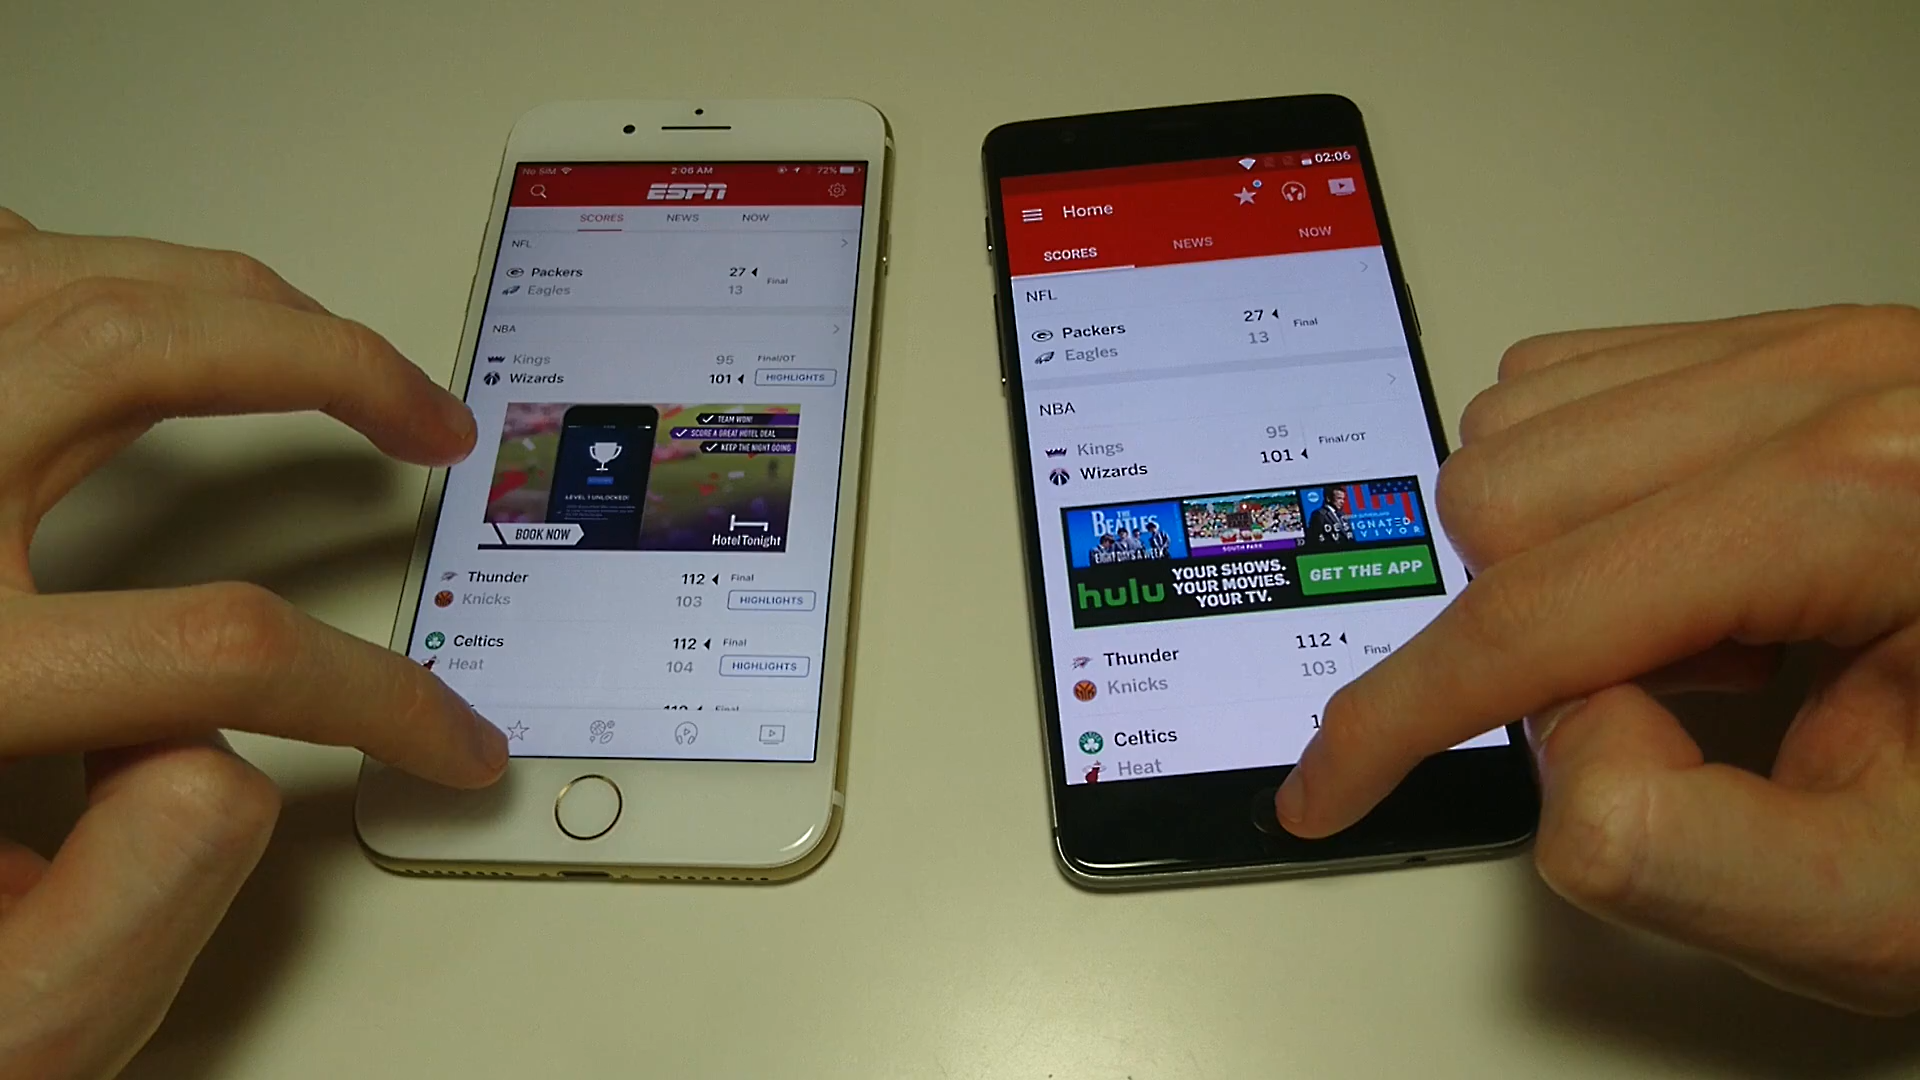 No SIM 2:06 AM 72%
ESPN
SCORES NEWS NOW
NFL
Packers 27 Final
Eagles 13
NBA
Kings 95 Final/OT
Wizards 101 HIGHLIGHTS
TEAM WON!
SCORE A GREAT HOTEL DEAL
KEEP THE NIGHT GOING
LEVEL 1 UNLOCKED!
BOOK NOW
HotelTonight
Thunder 112 Final
Knicks 103 HIGHLIGHTS
Celtics 112 Final
Heat 104 HIGHLIGHTS
02:06
Home
SCORES NEWS NOW
NFL
Packers 27 Final
Eagles 13
NBA
Kings 95 Final/OT
Wizards 101
THE BEATLES
EIGHT DAYS A WEEK
SOUTH PARK
DESIGNATED SURVIVOR
hulu
YOUR SHOWS.
YOUR MOVIES.
YOUR TV.
GET THE APP
Thunder 112 Final
Knicks 103
Celtics
Heat